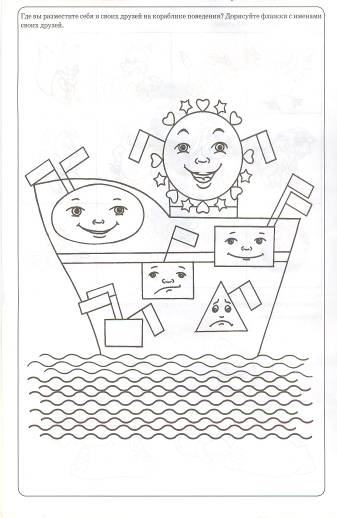 Где вы разместите себя и своих друзей на кораблике поведения? Дорисуйте флажки с именами
своих друзей.